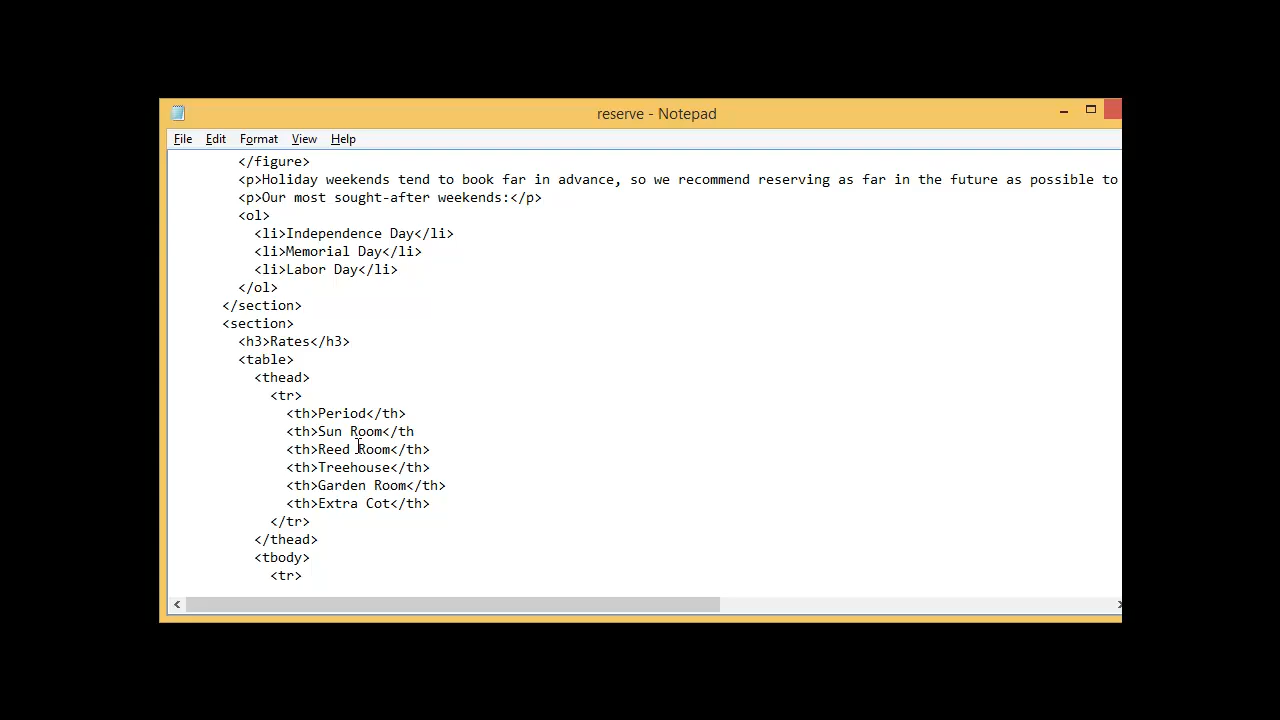 reserve - Notepad
File Edit Format View Help
</figure>
<p>Holiday weekends tend to book far in advance, so we recommend reserving as far in the future as possible to
<p>Our most sought-after weekends:</p>
<ol>
<li>Independence Day</li>
<li>Memorial Day</li>
<li>Labor Day</li>
</ol>
</section>
<section>
<h3>Rates</h3>
<table>
<thead>
<tr>
<th>Period</th>
<th>Sun Room</th
<th>Reed Room</th>
<th>Treehouse</th>
<th>Garden Room</th>
<th>Extra Cot</th>
</tr>
</thead>
<tbody>
<tr>